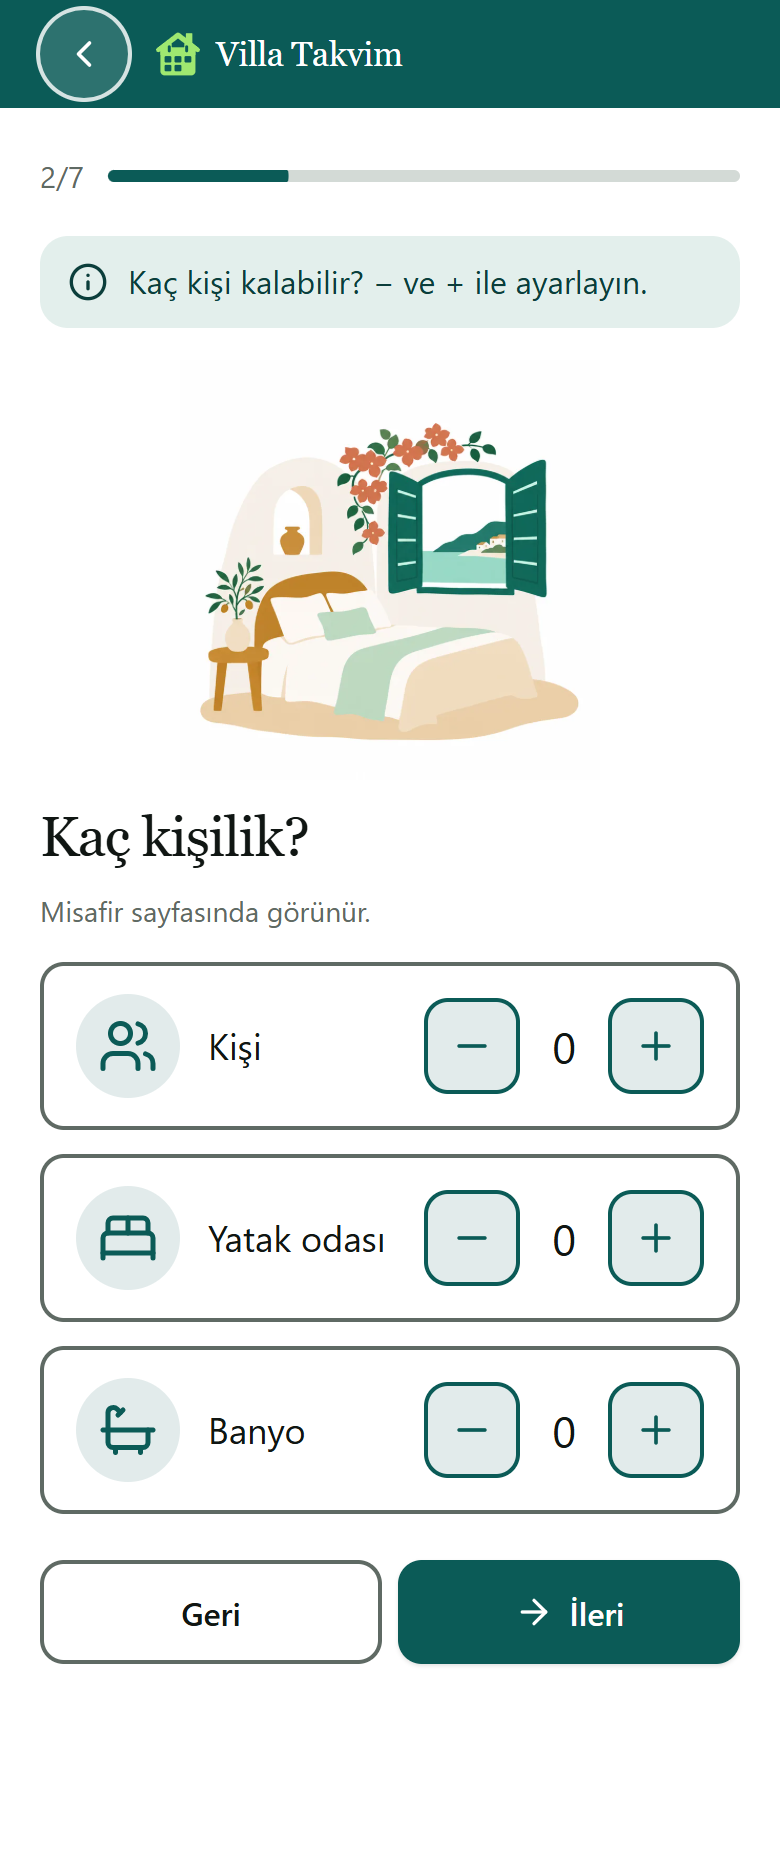 Villa Takvim
2/7
Kaç kişi kalabilir? – ve + ile ayarlayın.
Kaç kişilik?
Misafir sayfasında görünür.
Kişi
− 0 +
Yatak odası
− 0 +
Banyo
− 0 +
Geri
→ İleri